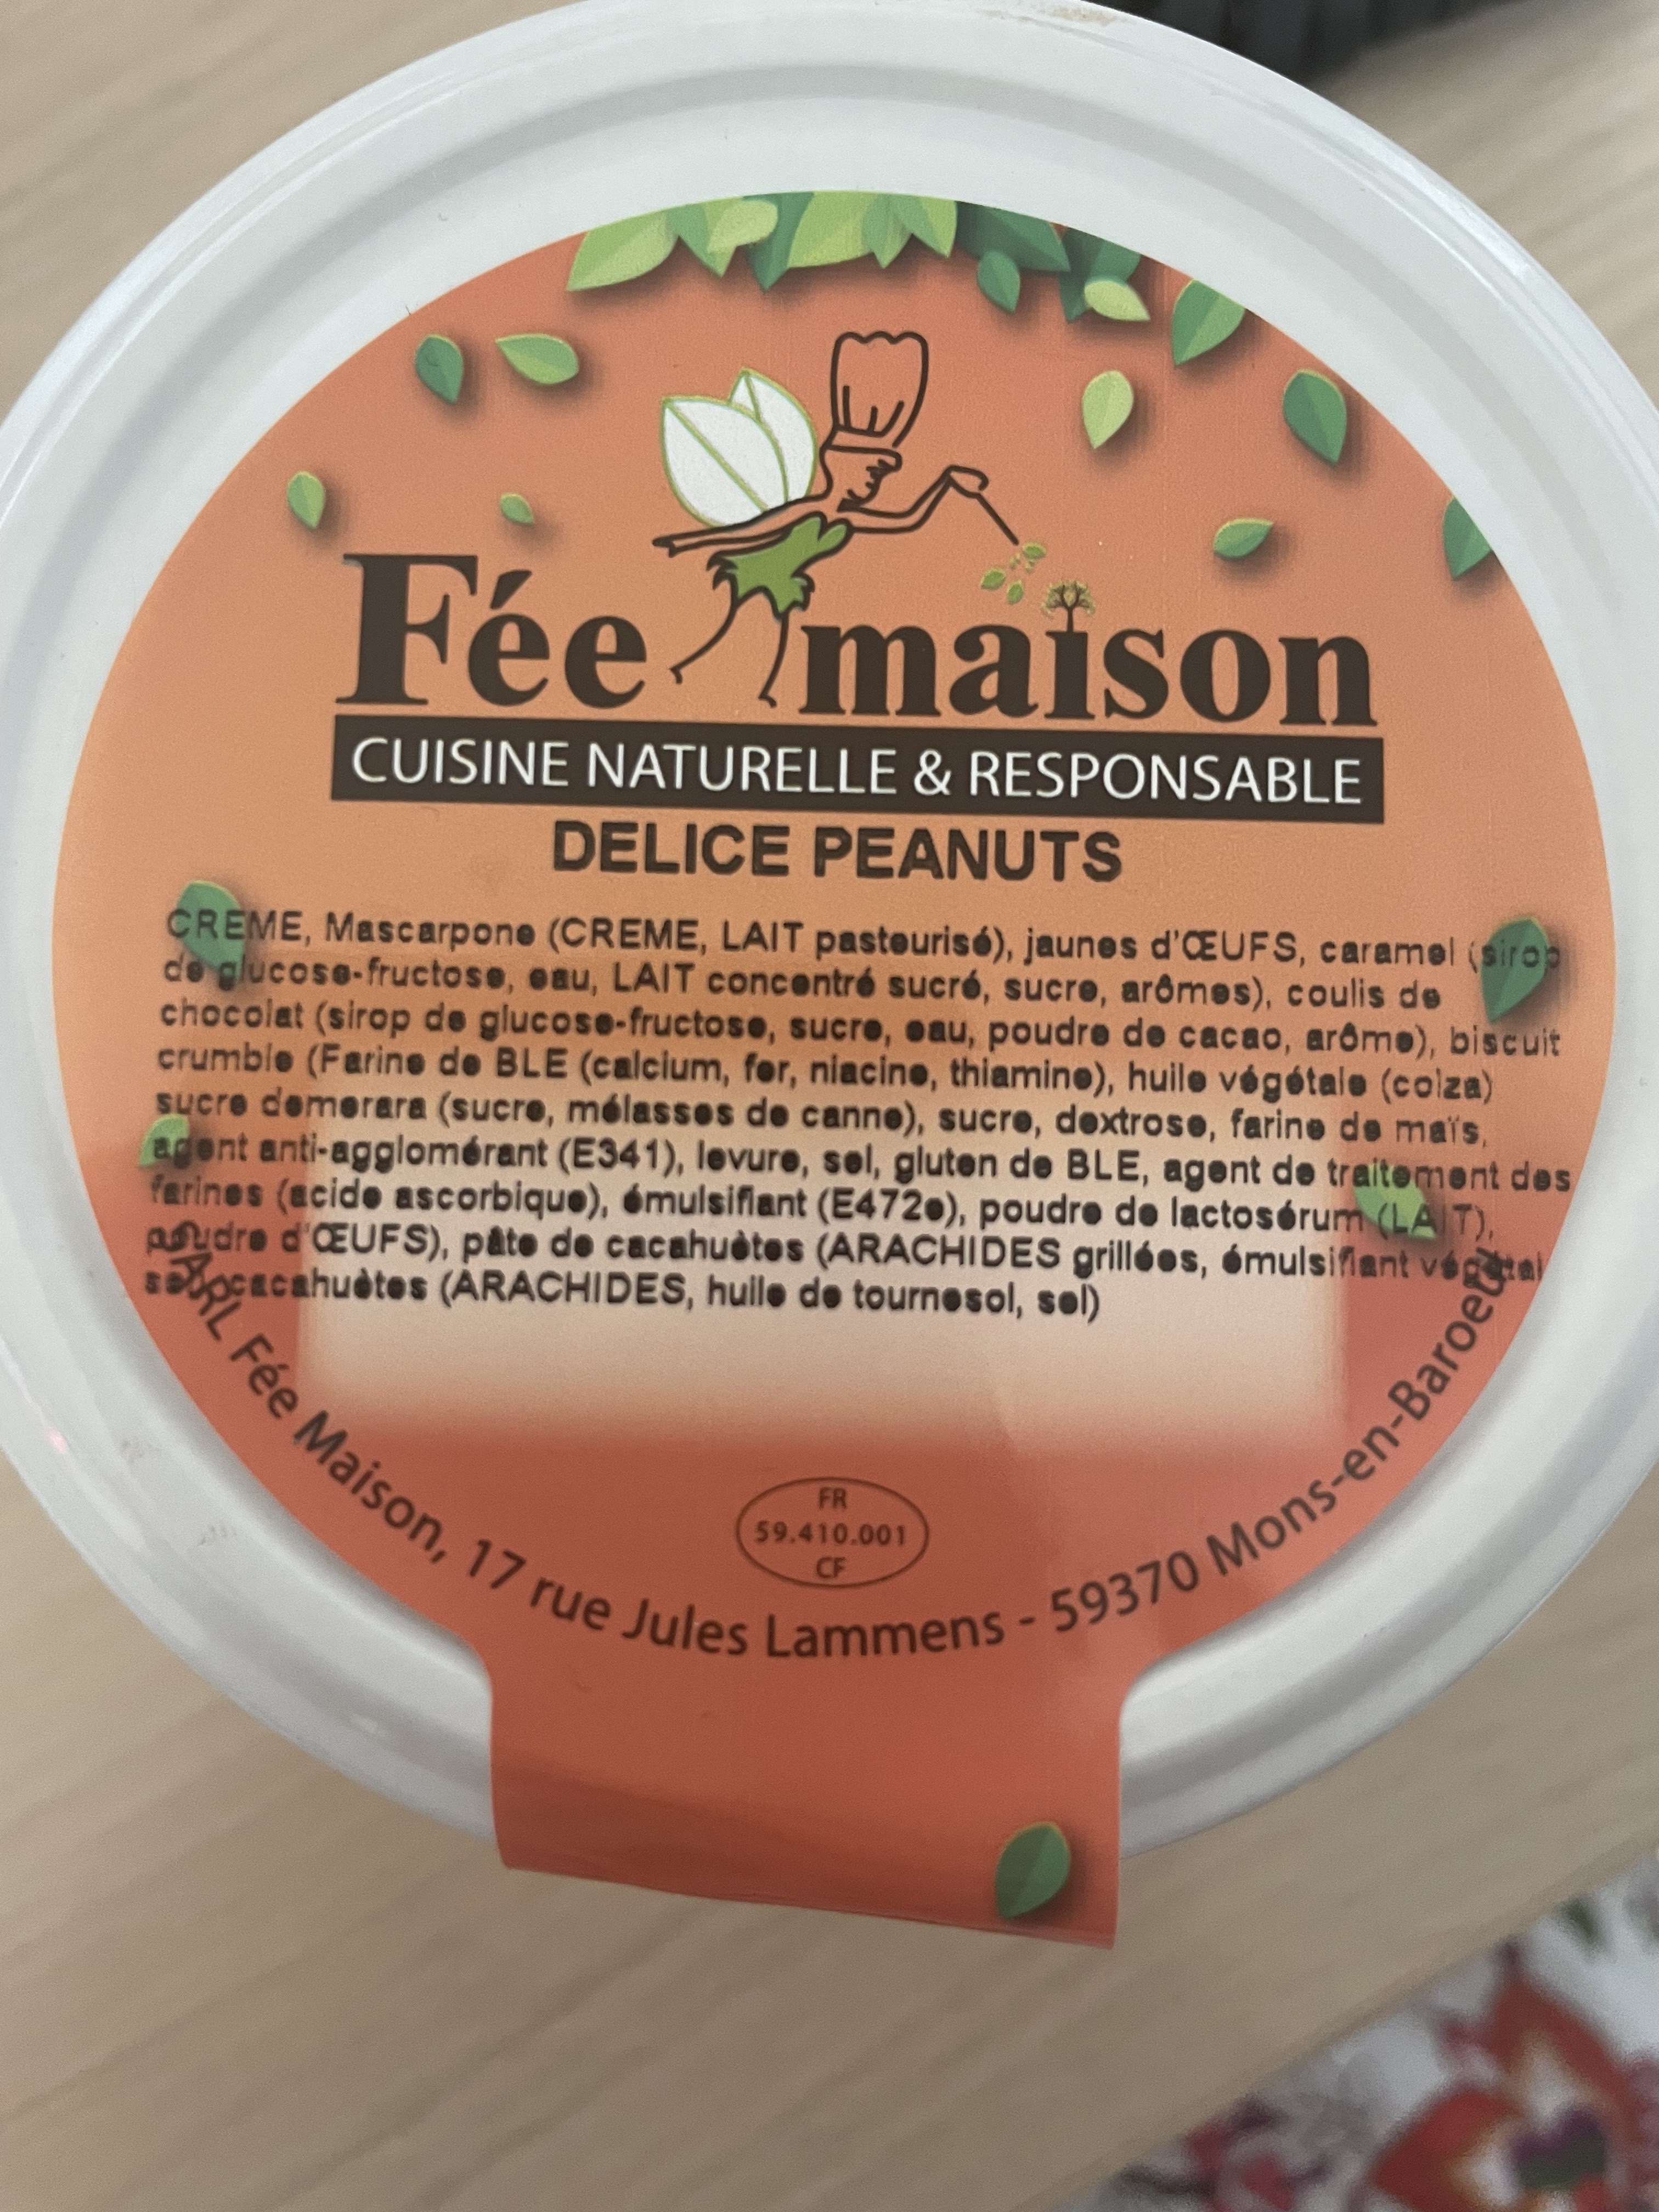 Fée maison
CUISINE NATURELLE & RESPONSABLE
DELICE PEANUTS
CREME, Mascarpone (CREME, LAIT pasteurisé), jaunes d'ŒUFS, caramel (sirop
de glucose-fructose, eau, LAIT concentré sucré, sucre, arômes), coulis de
chocolat (sirop de glucose-fructose, sucre, eau, poudre de cacao, arôme), biscuit
crumble (Farine de BLE (calcium, fer, niacine, thiamine), huile végétale (colza)
sucre demerara (sucre, mélasses de canne), sucre, dextrose, farine de maïs,
agent anti-agglomérant (E341), levure, sel, gluten de BLE, agent de traitement des
farines (acide ascorbique), émulsifiant (E472e), poudre de lactosérum (LAIT),
poudre d'ŒUFS), pâte de cacahuètes (ARACHIDES grillées, émulsifiant végétal
cacahuètes (ARACHIDES, huile de tournesol, sel)
FR
59.410.001
CF
SARL Fée Maison, 17 rue Jules Lammens - 59370 Mons-en-Baroeul